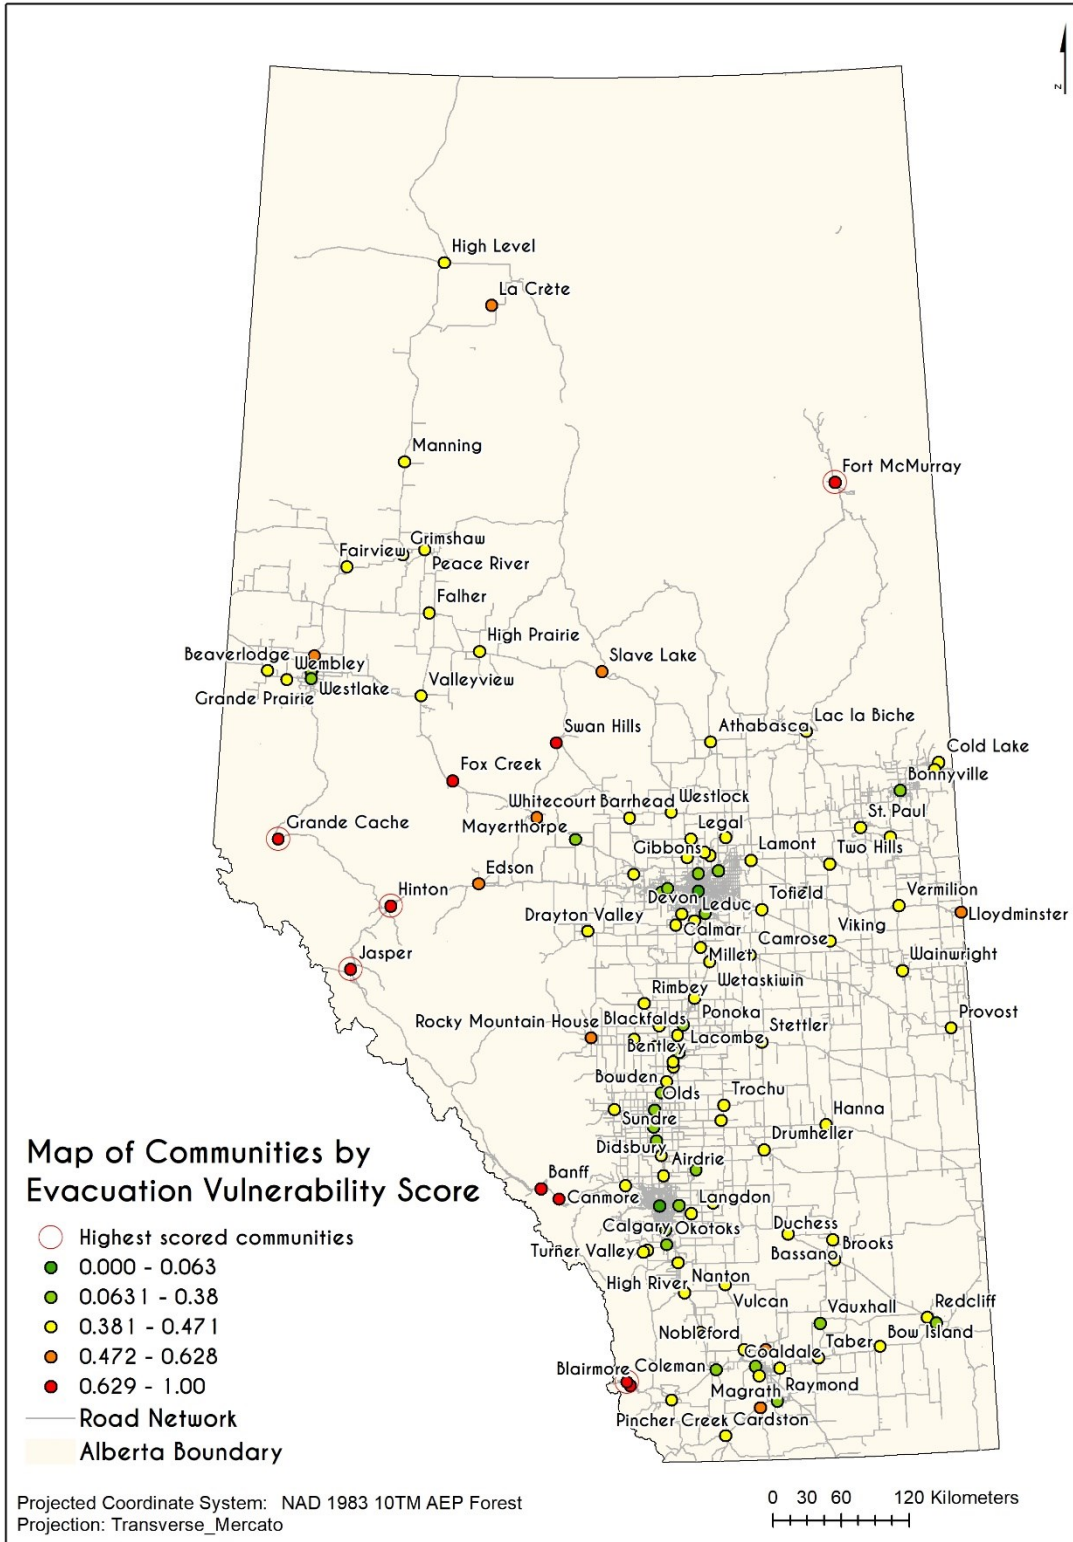 N
High Level
La Crète
Manning
Fort McMurray
Grimshaw
Fairview
Peace River
Falher
High Prairie
Beaverlodge
Wembley
Slave Lake
Grande Prairie
Westlake
Valleyview
Swan Hills
Athabasca
Lac la Biche
Cold Lake
Fox Creek
Bonnyville
Whitecourt
Barrhead
Westlock
St. Paul
Grande Cache
Mayerthorpe
Legal
Gibbons
Lamont
Two Hills
Edson
Hinton
Devon
Leduc
Tofield
Vermilion
Lloydminster
Drayton Valley
Calmar
Camrose
Viking
Jasper
Millet
Wainwright
Wetaskiwin
Rimbey
Rocky Mountain House
Blackfalds
Ponoka
Provost
Stettler
Bentley
Lacombe
Bowden
Olds
Trochu
Hanna
Sundre
Drumheller
Didsbury
Airdrie
Banff
Canmore
Langdon
Calgary
Okotoks
Duchess
Turner Valley
Bassano
Brooks
High River
Nanton
Vulcan
Vauxhall
Redcliff
Nobleford
Taber
Bow Island
Blairmore
Coleman
Coaldale
Magrath
Raymond
Pincher Creek
Cardston
Map of Communities by
Evacuation Vulnerability Score
Highest scored communities
0.000 - 0.063
0.0631 - 0.38
0.381 - 0.471
0.472 - 0.628
0.629 - 1.00
Road Network
Alberta Boundary
Projected Coordinate System: NAD 1983 10TM AEP Forest
Projection: Transverse_Mercato
0 30 60 120 Kilometers